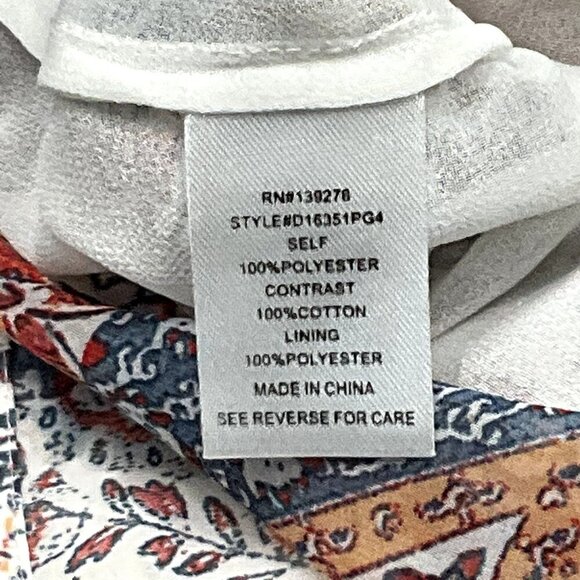 RN#139276
STYLE#D16351PG4
SELF
100%POLYESTER
CONTRAST
100%COTTON
LINING
100%POLYESTER
MADE IN CHINA
SEE REVERSE FOR CARE